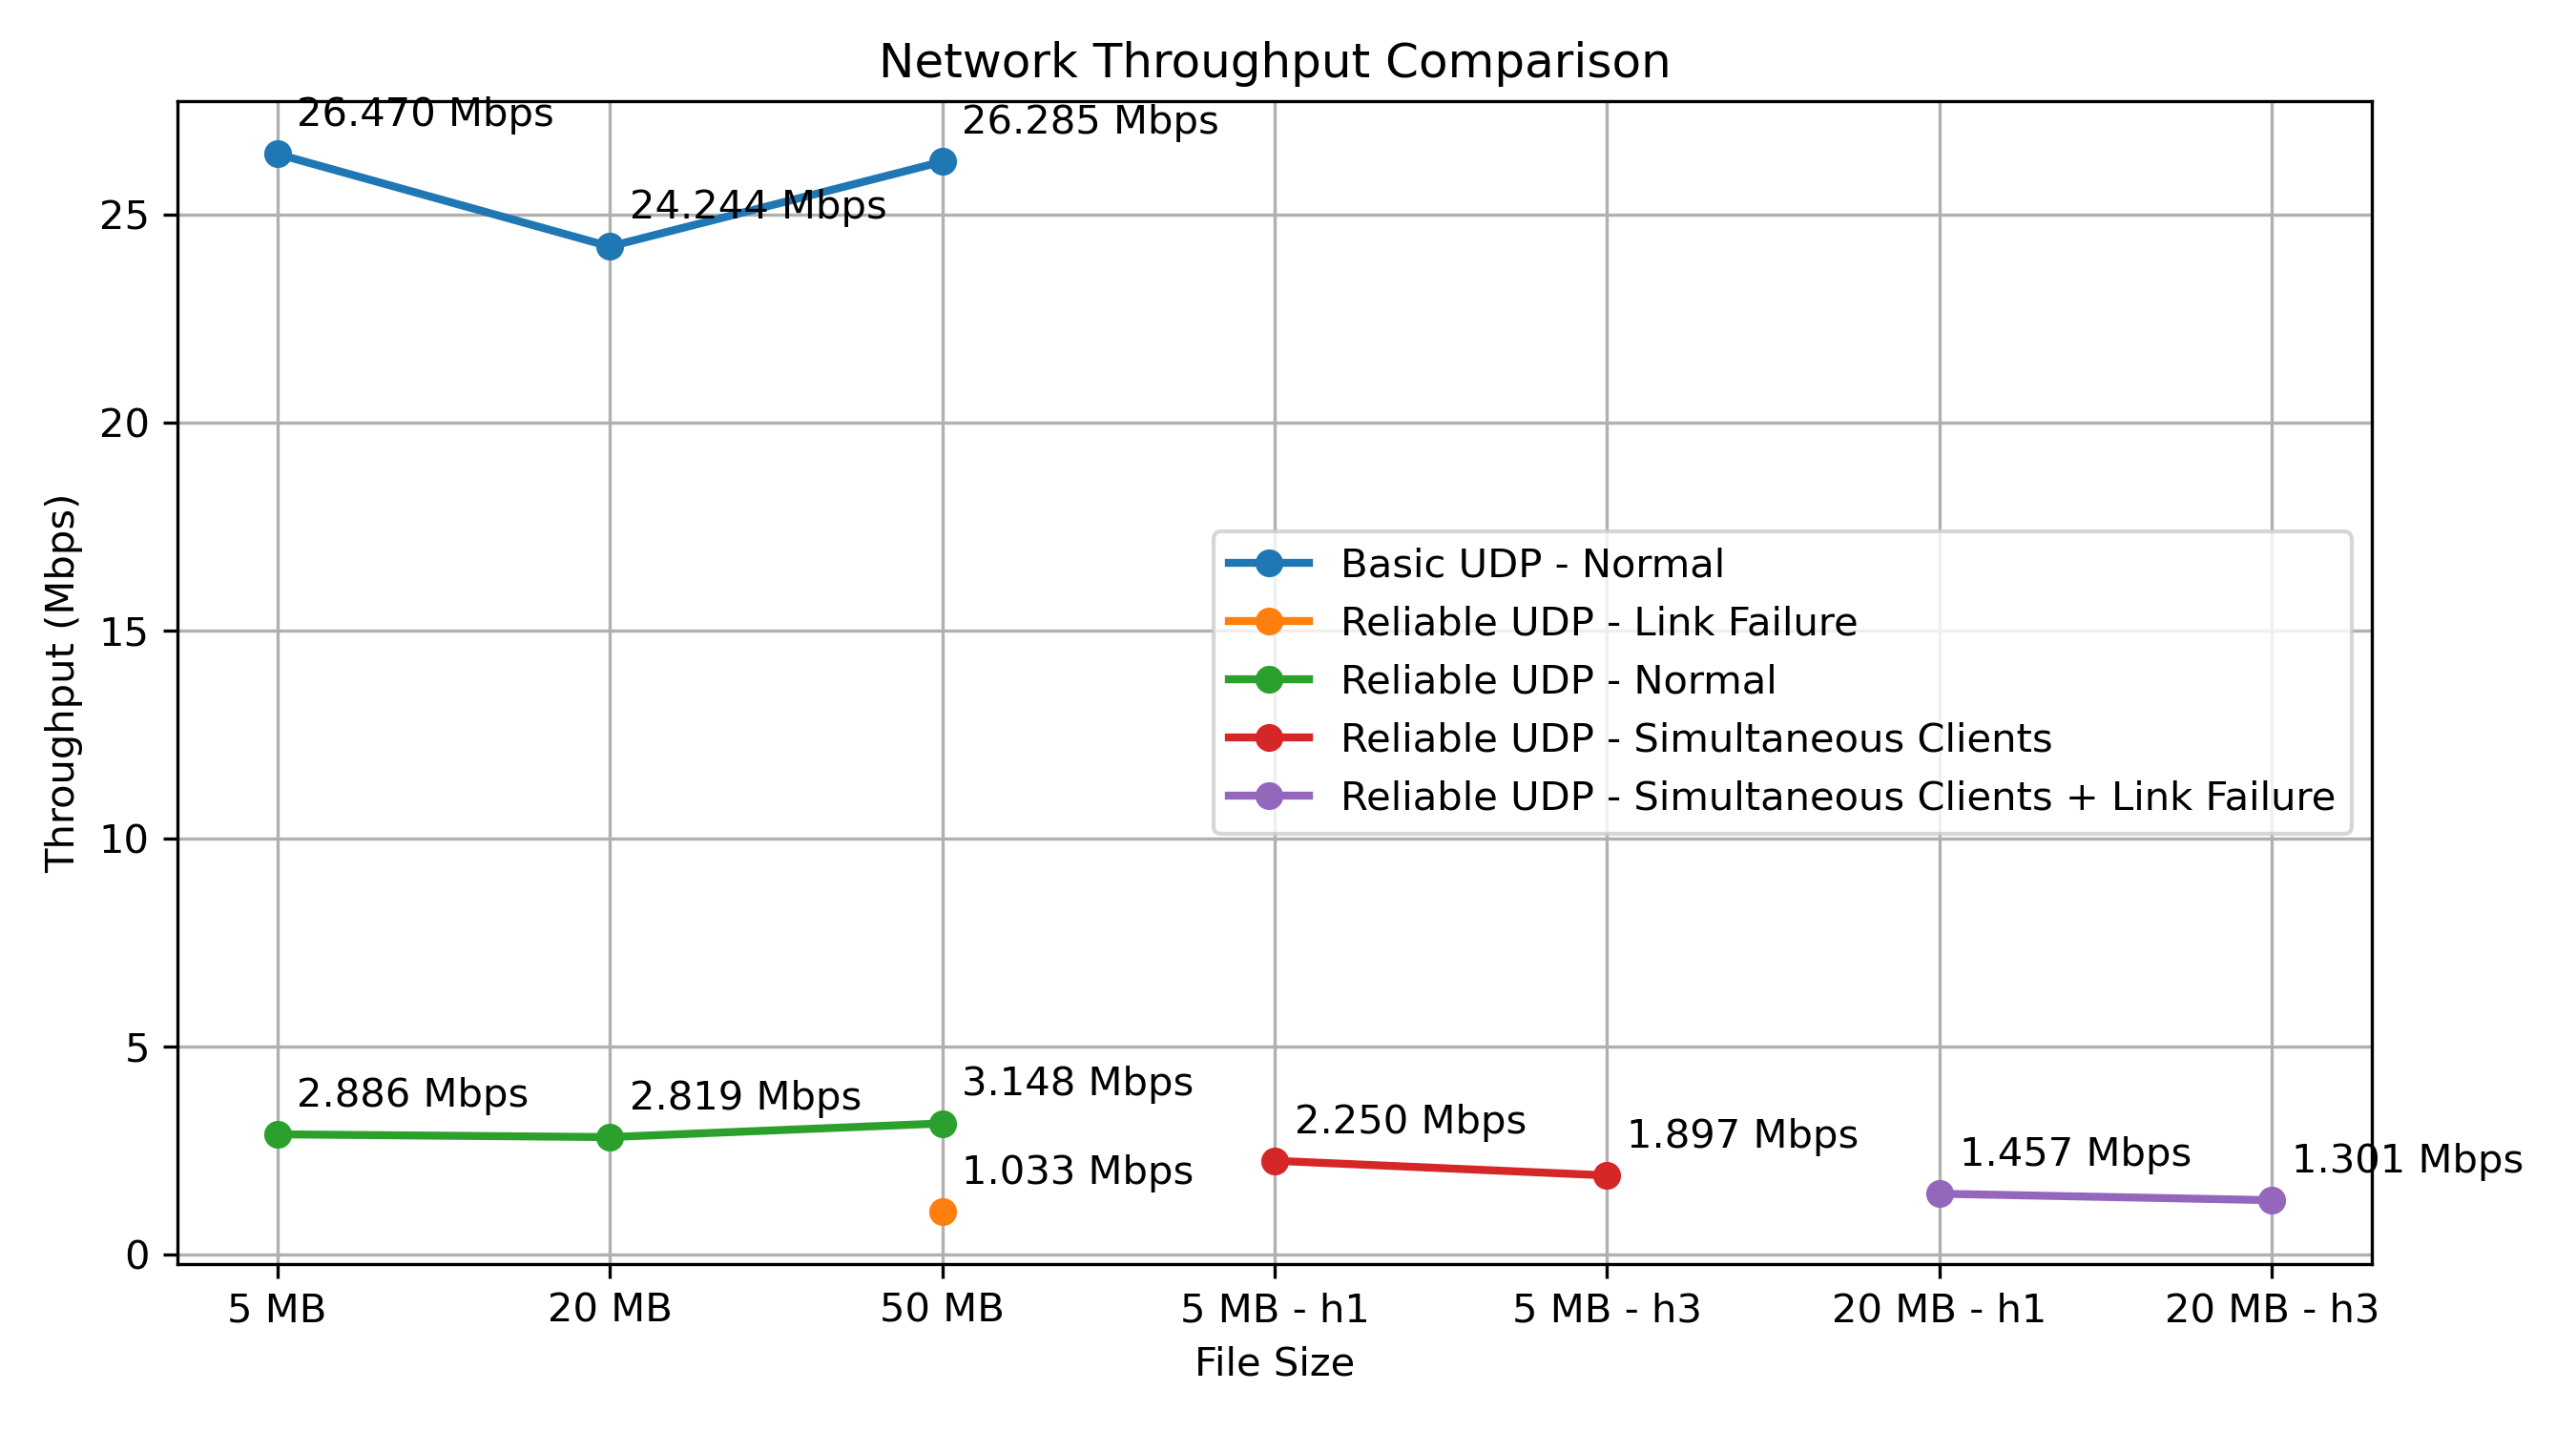 Network Throughput Comparison
26.470 Mbps
26.285 Mbps
24.244 Mbps
25
20
15
10
5
0
Throughput (Mbps)
Basic UDP - Normal
Reliable UDP - Link Failure
Reliable UDP - Normal
Reliable UDP - Simultaneous Clients
Reliable UDP - Simultaneous Clients + Link Failure
2.886 Mbps
2.819 Mbps
3.148 Mbps
1.033 Mbps
2.250 Mbps
1.897 Mbps
1.457 Mbps
1.301 Mbps
5 MB
20 MB
50 MB
5 MB - h1
5 MB - h3
20 MB - h1
20 MB - h3
File Size